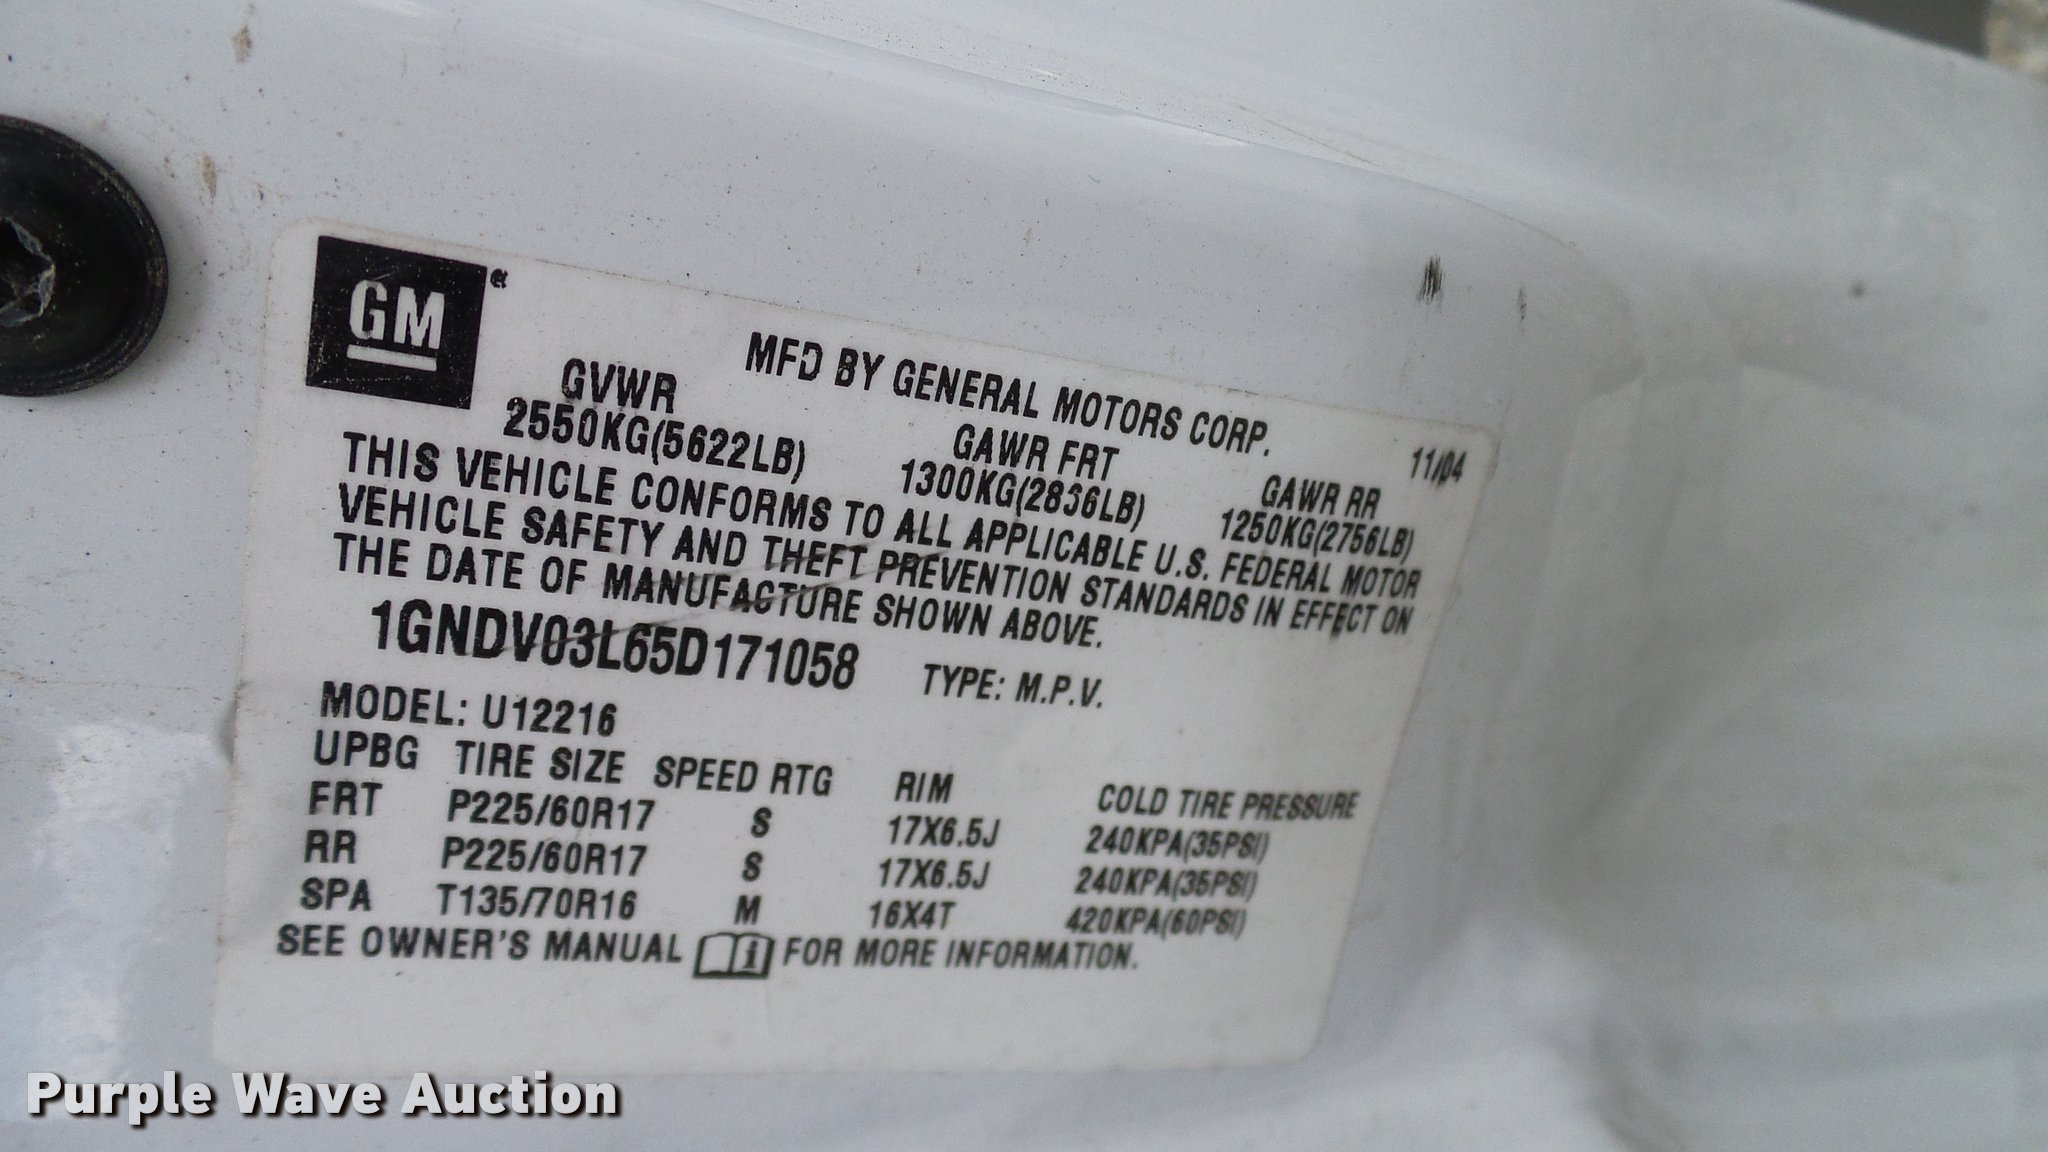 GM
MFD BY GENERAL MOTORS CORP.
11/04
GVWR GAWR FRT GAWR RR
2550KG(5622LB) 1300KG(2866LB) 1250KG(2756LB)
THIS VEHICLE CONFORMS TO ALL APPLICABLE U.S. FEDERAL MOTOR
VEHICLE SAFETY AND THEFT PREVENTION STANDARDS IN EFFECT ON
THE DATE OF MANUFACTURE SHOWN ABOVE.
1GNDV03L65D171058 TYPE: M.P.V.
MODEL: U12216
UPBG TIRE SIZE SPEED RTG RIM COLD TIRE PRESSURE
FRT P225/60R17 S 17X6.5J 240KPA(35PSI)
RR P225/60R17 S 17X6.5J 240KPA(35PSI)
SPA T135/70R16 M 16X4T 420KPA(60PSI)
SEE OWNER'S MANUAL FOR MORE INFORMATION.
Purple Wave Auction